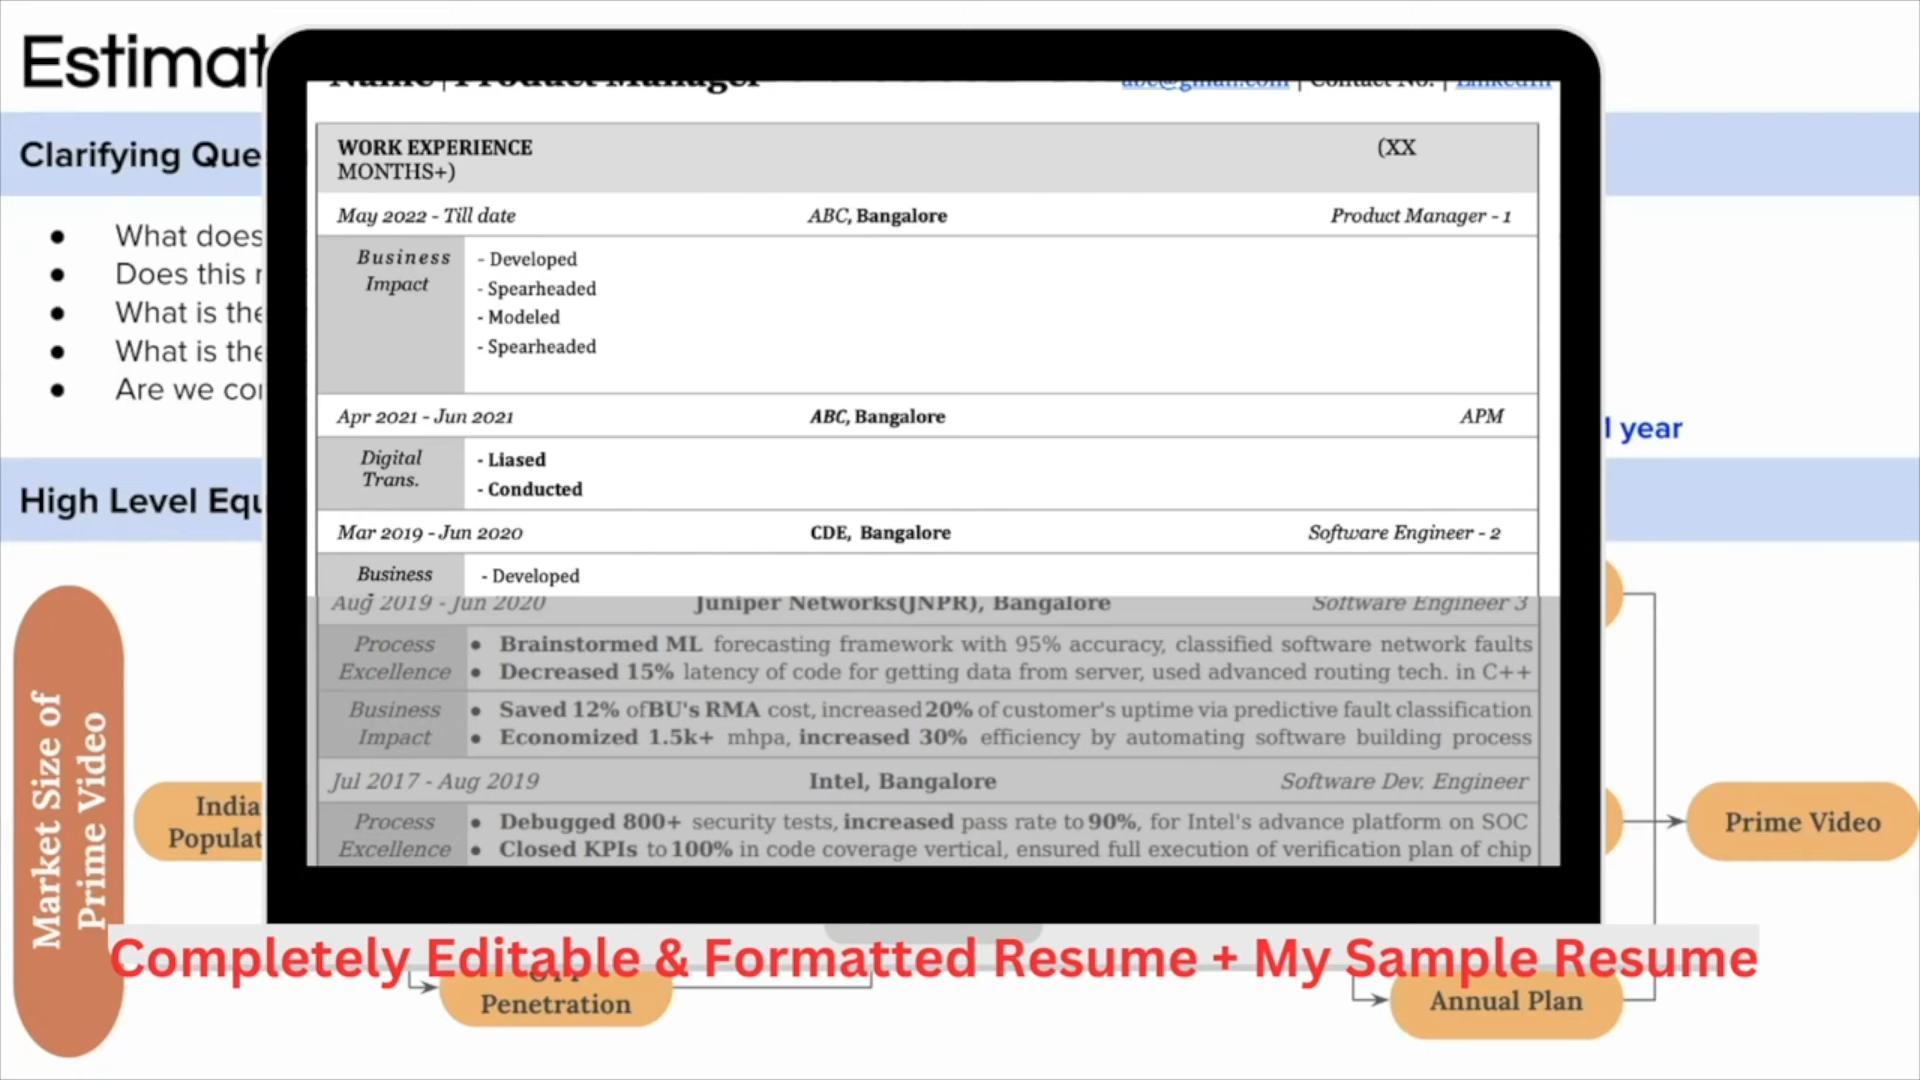 Estimat
Clarifying Que
What does
Does this
What is the
What is the
Are we con
l year
High Level Equ
Market Size of
Prime Video
India
Populat
Penetration
Prime Video
Annual Plan
Name | Product Manager abc@gmail.com | Contact No. | LinkedIn
WORK EXPERIENCE (XX
MONTHS+)
May 2022 - Till date ABC, Bangalore Product Manager - 1
Business
Impact
- Developed
- Spearheaded
- Modeled
- Spearheaded
Apr 2021 - Jun 2021 ABC, Bangalore APM
Digital
Trans.
- Liased
- Conducted
Mar 2019 - Jun 2020 CDE, Bangalore Software Engineer - 2
Business - Developed
Aug 2019 - Jun 2020 Juniper Networks(JNPR), Bangalore Software Engineer 3
Process
Excellence
● Brainstormed ML forecasting framework with 95% accuracy, classified software network faults
● Decreased 15% latency of code for getting data from server, used advanced routing tech. in C++
Business
Impact
● Saved 12% of BU's RMA cost, increased 20% of customer's uptime via predictive fault classification
● Economized 1.5k+ mhpa, increased 30% efficiency by automating software building process
Jul 2017 - Aug 2019 Intel, Bangalore Software Dev. Engineer
Process
Excellence
● Debugged 800+ security tests, increased pass rate to 90%, for Intel's advance platform on SOC
● Closed KPIs to 100% in code coverage vertical, ensured full execution of verification plan of chip
Completely Editable & Formatted Resume + My Sample Resume